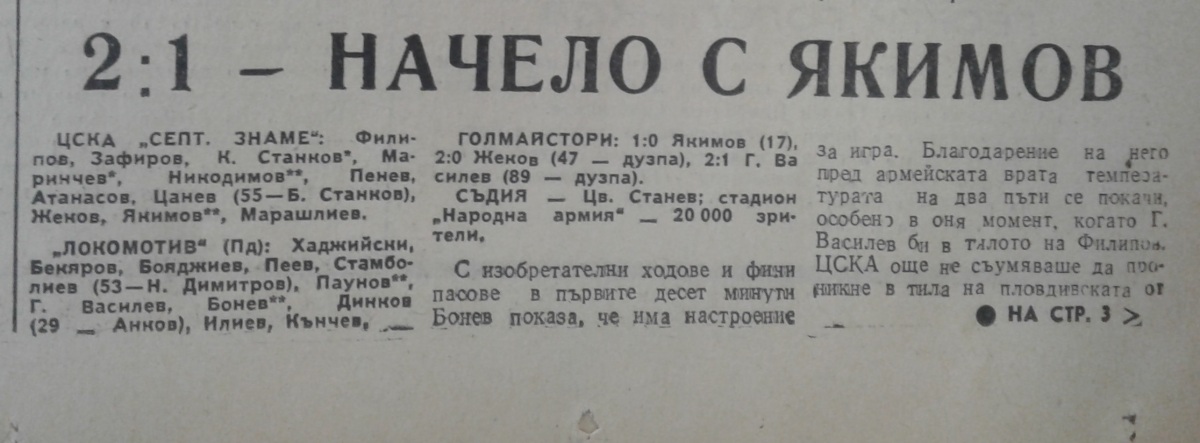 2:1 – НАЧЕЛО С ЯКИМОВ
ЦСКА „СЕПТ. ЗНАМЕ“: Фили-
пов, Зафиров, К. Станков*, Ма-
ринчев*, Никодимов**, Пенев,
Атанасов, Цанев (55—Б. Станков),
Жеков, Якимов**, Марашлиев.
„ЛОКОМОТИВ“ (Пд): Хаджийски,
Бекяров, Бояджиев, Пеев, Стамбо-
лиев (53—Н. Димитров), Паунов**,
Г. Василев, Бонев**, Динков
(29 — Анков), Илиев, Кънчев, —
ГОЛМАЙСТОРИ: 1:0 Якимов (17),
2:0 Жеков (47 — дузпа), 2:1 Г. Ва
силев (89 — дузпа).
СЪДИЯ — Цв. Станев; стадион
„Народна армия“ — 20 000 зри-
тели,
С изобретателни ходове и фини
пасове в първите десет минути
Бонев показа, че има настроение
за игра. Благодарение на него
пред армейската врата темпера-
турата на два пъти се покачи,
особено в оня момент, когато Г.
Василев би в тялото на Филипов.
ЦСКА още не съумяваше да про-
никне в тила на пловдивската от
● НА СТР. 3 >